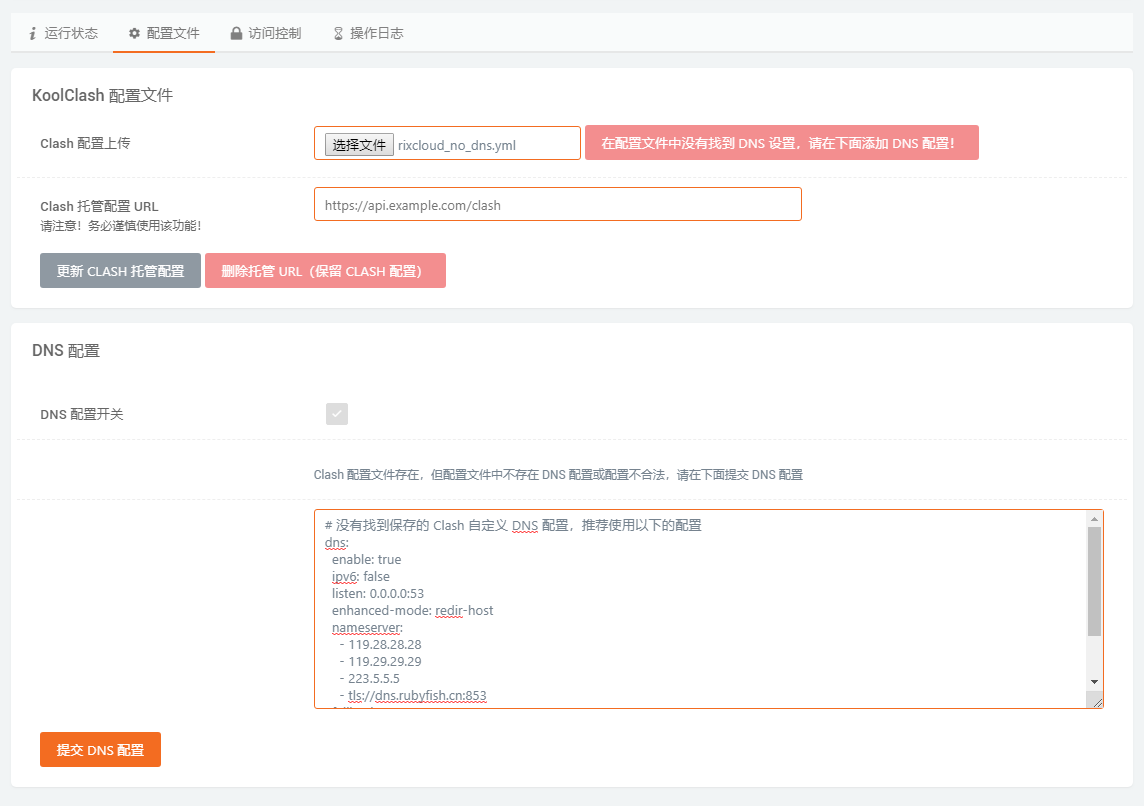 运行状态 配置文件 访问控制 操作日志
KoolClash 配置文件
Clash 配置上传
选择文件 rixcloud_no_dns.yml
在配置文件中没有找到 DNS 设置，请在下面添加 DNS 配置！
Clash 托管配置 URL
请注意！务必谨慎使用该功能！
https://api.example.com/clash
更新 CLASH 托管配置
删除托管 URL（保留 CLASH 配置）
DNS 配置
DNS 配置开关
Clash 配置文件存在，但配置文件中不存在 DNS 配置或配置不合法，请在下面提交 DNS 配置
# 没有找到保存的 Clash 自定义 DNS 配置，推荐使用以下的配置
dns:
enable: true
ipv6: false
listen: 0.0.0.0:53
enhanced-mode: redir-host
nameserver:
- 119.28.28.28
- 119.29.29.29
- 223.5.5.5
- tls://dns.rubyfish.cn:853
提交 DNS 配置